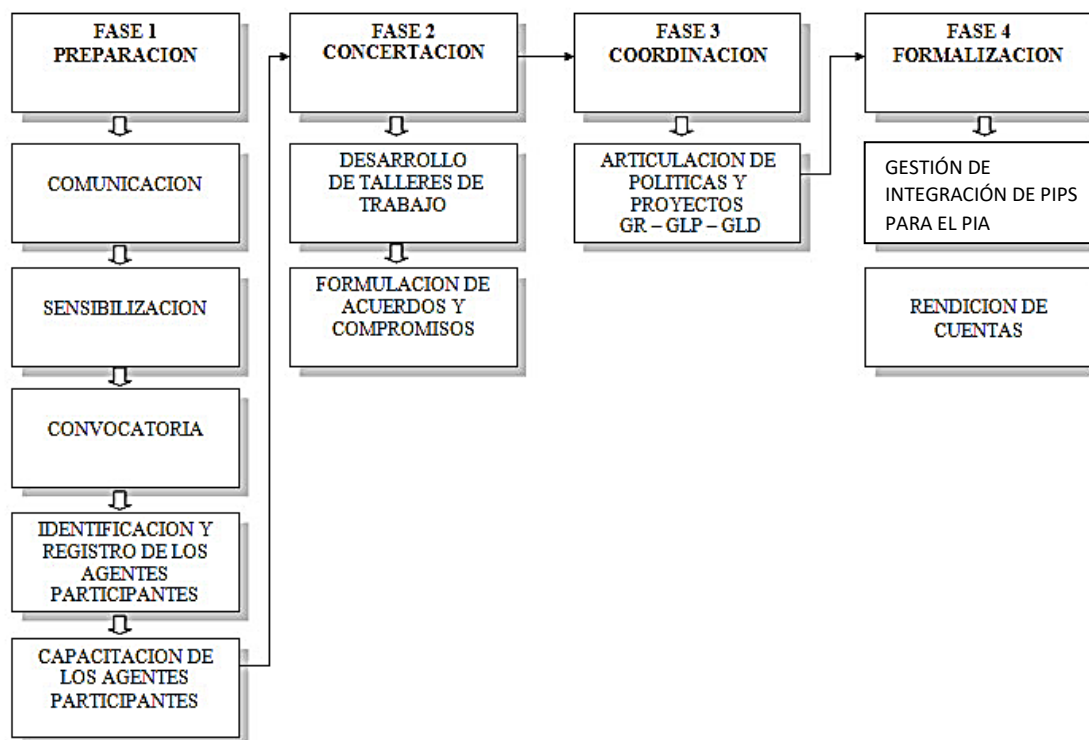 FASE 1
PREPARACION
COMUNICACION
SENSIBILIZACION
CONVOCATORIA
IDENTIFICACION Y
REGISTRO DE LOS
AGENTES
PARTICIPANTES
CAPACITACION DE
LOS AGENTES
PARTICIPANTES
FASE 2
CONCERTACION
DESARROLLO
DE TALLERES DE
TRABAJO
FORMULACION DE
ACUERDOS Y
COMPROMISOS
FASE 3
COORDINACION
ARTICULACION DE
POLITICAS Y
PROYECTOS
GR – GLP – GLD
FASE 4
FORMALIZACION
GESTIÓN DE
INTEGRACIÓN DE PIPS
PARA EL PIA
RENDICION DE
CUENTAS